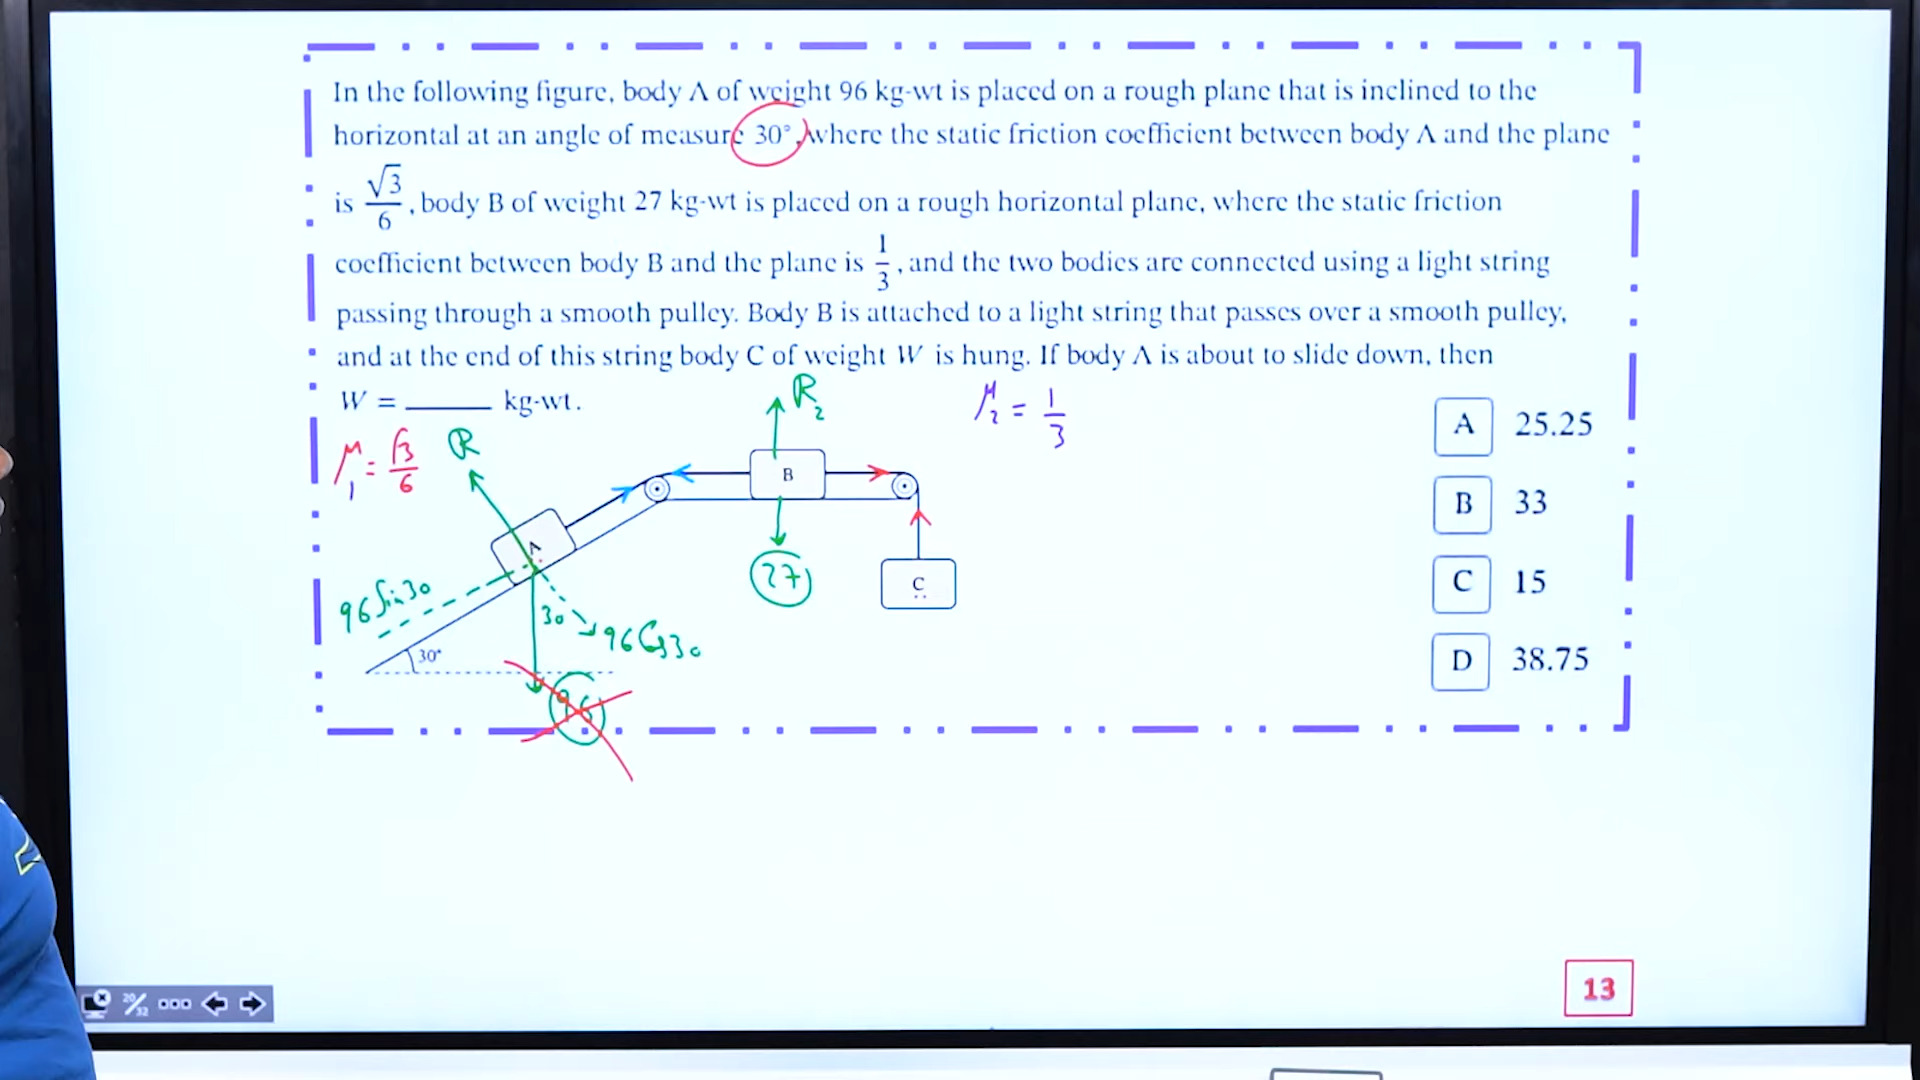 In the following figure, body A of weight 96 kg-wt is placed on a rough plane that is inclined to the
horizontal at an angle of measure 30°, where the static friction coefficient between body A and the plane
is √3/6, body B of weight 27 kg-wt is placed on a rough horizontal plane, where the static friction
coefficient between body B and the plane is 1/3, and the two bodies are connected using a light string
passing through a smooth pulley. Body B is attached to a light string that passes over a smooth pulley,
and at the end of this string body C of weight W is hung. If body A is about to slide down, then
W = ______ kg-wt.
μ₁ = √3/6
R
R₂
μ₂ = 1/3
A
B
C
27
96 Sin 30
30
96 Cos 30
30°
96
A 25.25
B 33
C 15
D 38.75
20/32
13